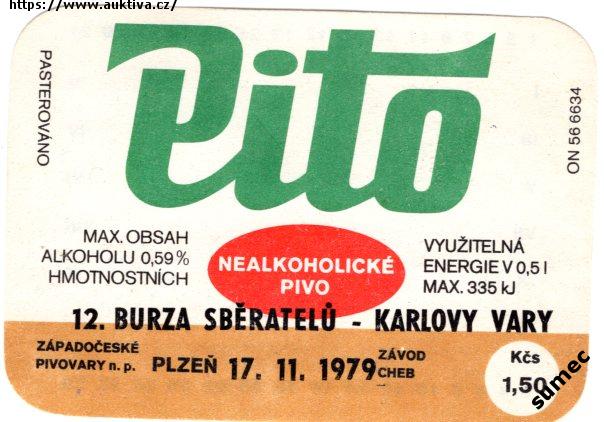 https://www.auktiva.cz/
Pito
PASTEROVÁNO
ON 56 6634
MAX. OBSAH
ALKOHOLU 0,59%
HMOTNOSTNÍCH
NEALKOHOLICKÉ
PIVO
VYUŽITELNÁ
ENERGIE V 0,5 l
MAX. 335 kJ
12. BURZA SBĚRATELŮ - KARLOVY VARY
ZÁPADOČESKÉ
PIVOVARY n. p.
PLZEŇ 17. 11. 1979
ZÁVOD
CHEB
Kčs
1,50
sumec